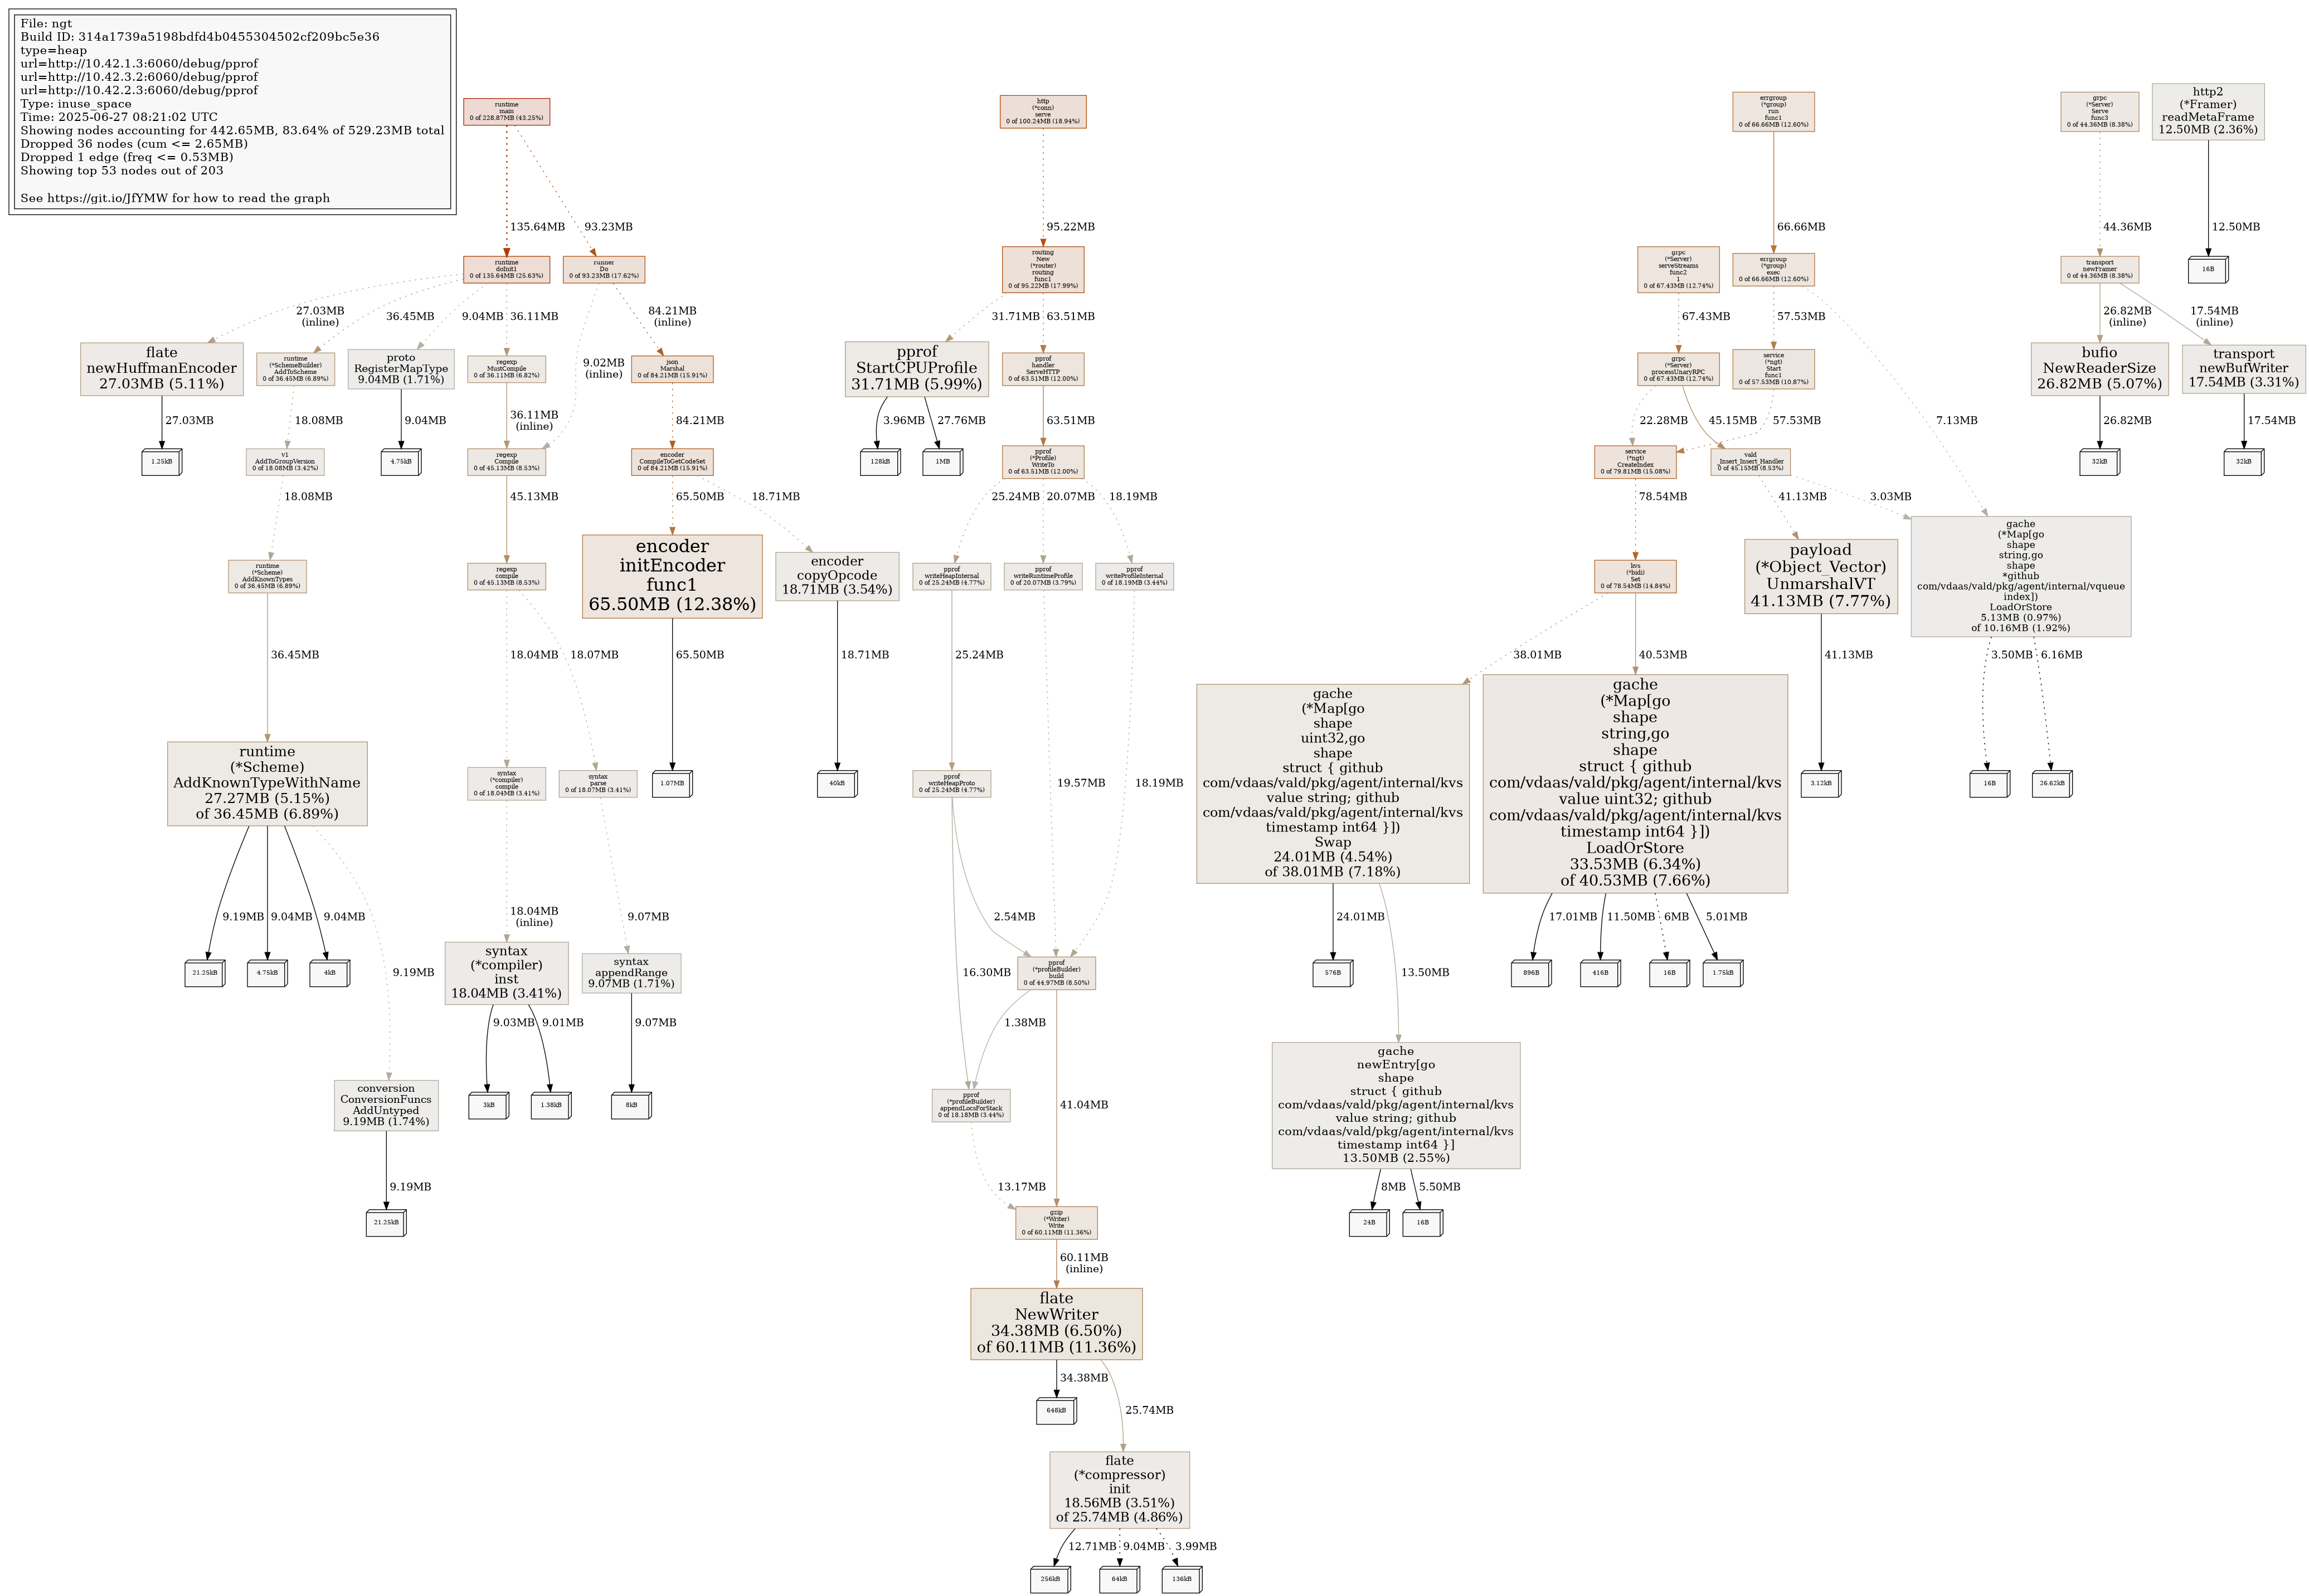 File: ngt
Build ID: 314a1739a5198bdfd4b0455304502cf209bc5e36
type=heap
url=http://10.42.1.3:6060/debug/pprof
url=http://10.42.3.2:6060/debug/pprof
url=http://10.42.2.3:6060/debug/pprof
Type: inuse_space
Time: 2025-06-27 08:21:02 UTC
Showing nodes accounting for 442.65MB, 83.64% of 529.23MB total
Dropped 36 nodes (cum <= 2.65MB)
Dropped 1 edge (freq <= 0.53MB)
Showing top 53 nodes out of 203
See https://git.io/JfYMW for how to read the graph
runtime
main
0 of 228.87MB (43.25%)
135.64MB
93.23MB
runtime
doInit1
0 of 135.64MB (25.63%)
runner
Do
0 of 93.23MB (17.62%)
27.03MB
(inline)
36.45MB
9.04MB
36.11MB
9.02MB
(inline)
84.21MB
(inline)
flate
newHuffmanEncoder
27.03MB (5.11%)
27.03MB
1.25kB
runtime
(*SchemeBuilder)
AddToScheme
0 of 36.45MB (6.89%)
18.08MB
v1
AddToGroupVersion
0 of 18.08MB (3.42%)
18.08MB
runtime
(*Scheme)
AddKnownTypes
0 of 36.45MB (6.89%)
36.45MB
runtime
(*Scheme)
AddKnownTypeWithName
27.27MB (5.15%)
of 36.45MB (6.89%)
9.19MB
9.04MB
9.04MB
9.19MB
21.25kB
4.75kB
4kB
conversion
ConversionFuncs
AddUntyped
9.19MB (1.74%)
9.19MB
21.25kB
proto
RegisterMapType
9.04MB (1.71%)
9.04MB
4.75kB
regexp
MustCompile
0 of 36.11MB (6.82%)
36.11MB
(inline)
regexp
Compile
0 of 45.13MB (8.53%)
45.13MB
regexp
compile
0 of 45.13MB (8.53%)
18.04MB
18.07MB
syntax
(*compiler)
compile
0 of 18.04MB (3.41%)
18.04MB
(inline)
syntax
parse
0 of 18.07MB (3.41%)
9.07MB
syntax
(*compiler)
inst
18.04MB (3.41%)
9.03MB
9.01MB
3kB
1.38kB
syntax
appendRange
9.07MB (1.71%)
9.07MB
8kB
json
Marshal
0 of 84.21MB (15.91%)
84.21MB
encoder
CompileToGetCodeSet
0 of 84.21MB (15.91%)
65.50MB
18.71MB
encoder
initEncoder
func1
65.50MB (12.38%)
65.50MB
1.07MB
encoder
copyOpcode
18.71MB (3.54%)
18.71MB
40kB
http
(*conn)
serve
0 of 100.24MB (18.94%)
95.22MB
routing
New
(*router)
routing
func1
0 of 95.22MB (17.99%)
31.71MB
63.51MB
pprof
StartCPUProfile
31.71MB (5.99%)
3.96MB
27.76MB
128kB
1MB
pprof
handler
ServeHTTP
0 of 63.51MB (12.00%)
63.51MB
pprof
(*Profile)
WriteTo
0 of 63.51MB (12.00%)
25.24MB
20.07MB
18.19MB
pprof
writeHeapInternal
0 of 25.24MB (4.77%)
pprof
writeRuntimeProfile
0 of 20.07MB (3.79%)
pprof
writeProfileInternal
0 of 18.19MB (3.44%)
25.24MB
19.57MB
18.19MB
pprof
writeHeapProto
0 of 25.24MB (4.77%)
2.54MB
16.30MB
pprof
(*profileBuilder)
build
0 of 44.97MB (8.50%)
1.38MB
41.04MB
pprof
(*profileBuilder)
appendLocsForStack
0 of 18.18MB (3.44%)
13.17MB
gzip
(*Writer)
Write
0 of 60.11MB (11.36%)
60.11MB
(inline)
flate
NewWriter
34.38MB (6.50%)
of 60.11MB (11.36%)
34.38MB
25.74MB
648kB
flate
(*compressor)
init
18.56MB (3.51%)
of 25.74MB (4.86%)
12.71MB
9.04MB
3.99MB
256kB
64kB
136kB
errgroup
(*group)
run
func1
0 of 66.66MB (12.60%)
66.66MB
grpc
(*Server)
serveStreams
func2
1
0 of 67.43MB (12.74%)
67.43MB
errgroup
(*group)
exec
0 of 66.66MB (12.60%)
57.53MB
7.13MB
grpc
(*Server)
processUnaryRPC
0 of 67.43MB (12.74%)
22.28MB
45.15MB
service
(*ngt)
Start
func1
0 of 57.53MB (10.87%)
57.53MB
service
(*ngt)
CreateIndex
0 of 79.81MB (15.08%)
78.54MB
vald
_Insert_Insert_Handler
0 of 45.15MB (8.53%)
41.13MB
3.03MB
kvs
(*bidi)
Set
0 of 78.54MB (14.84%)
38.01MB
40.53MB
payload
(*Object_Vector)
UnmarshalVT
41.13MB (7.77%)
41.13MB
3.12kB
gache
(*Map[go
shape
string,go
shape
*github
com/vdaas/vald/pkg/agent/internal/vqueue
index])
LoadOrStore
5.13MB (0.97%)
of 10.16MB (1.92%)
3.50MB
6.16MB
16B
26.62kB
gache
(*Map[go
shape
uint32,go
shape
struct { github
com/vdaas/vald/pkg/agent/internal/kvs
value string; github
com/vdaas/vald/pkg/agent/internal/kvs
timestamp int64 }])
Swap
24.01MB (4.54%)
of 38.01MB (7.18%)
24.01MB
13.50MB
576B
gache
(*Map[go
shape
string,go
shape
struct { github
com/vdaas/vald/pkg/agent/internal/kvs
value uint32; github
com/vdaas/vald/pkg/agent/internal/kvs
timestamp int64 }])
LoadOrStore
33.53MB (6.34%)
of 40.53MB (7.66%)
17.01MB
11.50MB
6MB
5.01MB
896B
416B
16B
1.75kB
gache
newEntry[go
shape
struct { github
com/vdaas/vald/pkg/agent/internal/kvs
value string; github
com/vdaas/vald/pkg/agent/internal/kvs
timestamp int64 }]
13.50MB (2.55%)
8MB
5.50MB
24B
16B
grpc
(*Server)
Serve
func3
0 of 44.36MB (8.38%)
44.36MB
transport
newFramer
0 of 44.36MB (8.38%)
26.82MB
(inline)
17.54MB
(inline)
bufio
NewReaderSize
26.82MB (5.07%)
26.82MB
32kB
transport
newBufWriter
17.54MB (3.31%)
17.54MB
32kB
http2
(*Framer)
readMetaFrame
12.50MB (2.36%)
12.50MB
16B